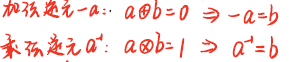 加法逆元-a: a⊕b=0 ⇒ -a=b
乘法逆元a⁻¹: a⊗b=1 ⇒ a⁻¹=b